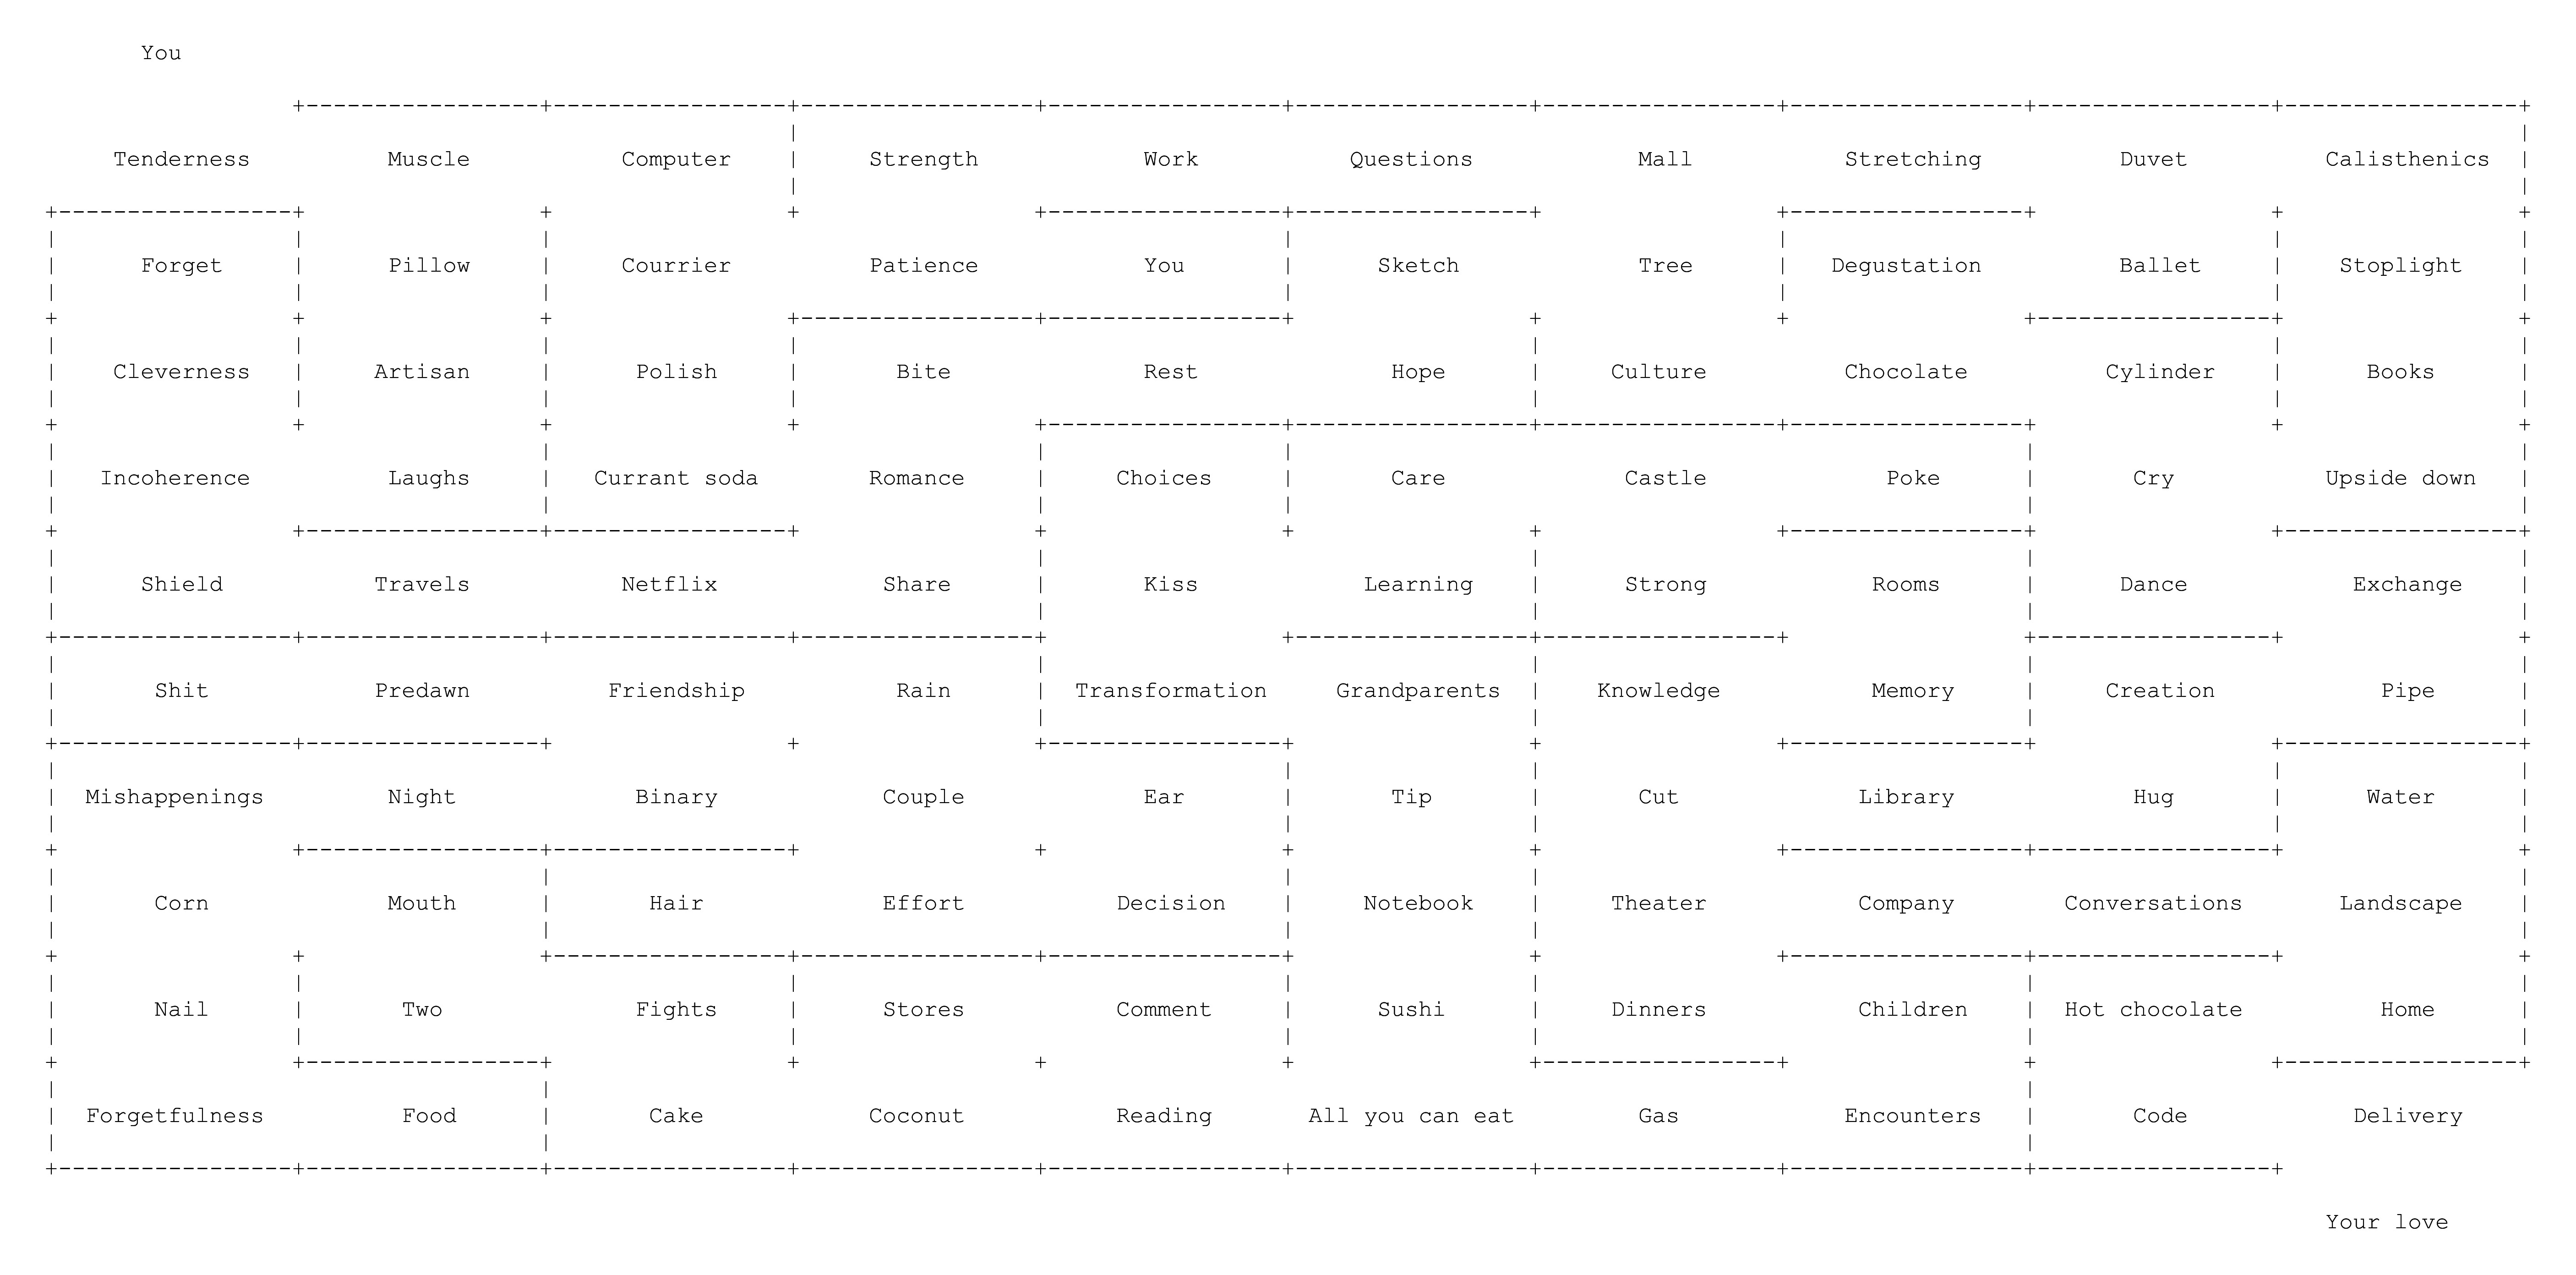 You
Tenderness Muscle Computer Strength Work Questions Mall Stretching Duvet Calisthenics
Forget Pillow Courrier Patience You Sketch Tree Degustation Ballet Stoplight
Cleverness Artisan Polish Bite Rest Hope Culture Chocolate Cylinder Books
Incoherence Laughs Currant soda Romance Choices Care Castle Poke Cry Upside down
Shield Travels Netflix Share Kiss Learning Strong Rooms Dance Exchange
Shit Predawn Friendship Rain Transformation Grandparents Knowledge Memory Creation Pipe
Mishappenings Night Binary Couple Ear Tip Cut Library Hug Water
Corn Mouth Hair Effort Decision Notebook Theater Company Conversations Landscape
Nail Two Fights Stores Comment Sushi Dinners Children Hot chocolate Home
Forgetfulness Food Cake Coconut Reading All you can eat Gas Encounters Code Delivery
Your love